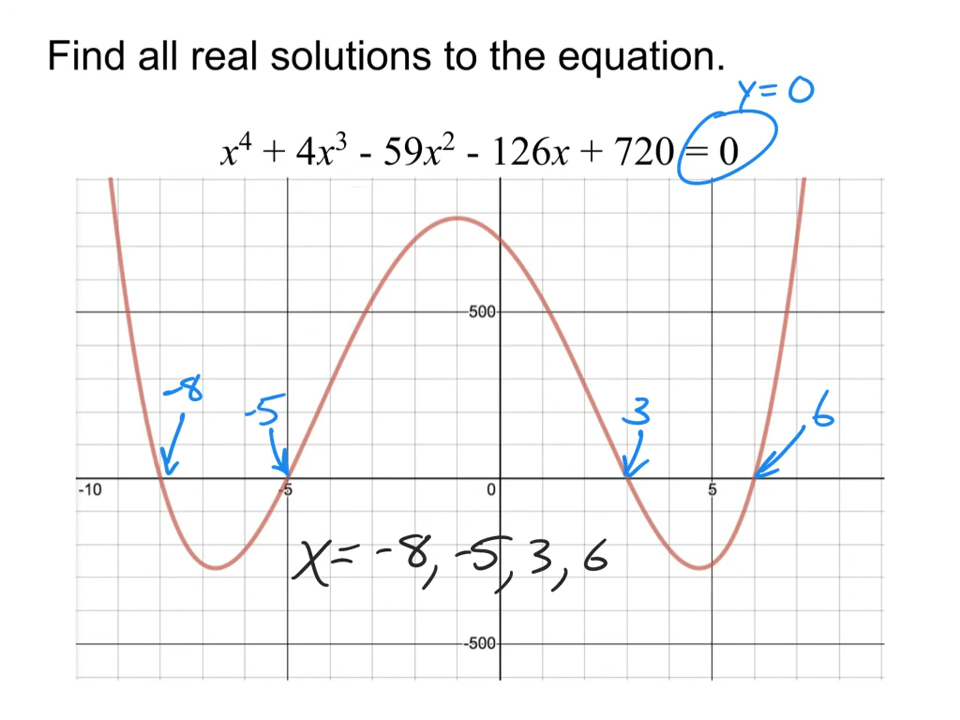 Find all real solutions to the equation.
y=0
x⁴ + 4x³ - 59x² - 126x + 720 = 0
500
-8
-5
3
6
-10
-5
0
5
x = -8, -5, 3, 6
-500